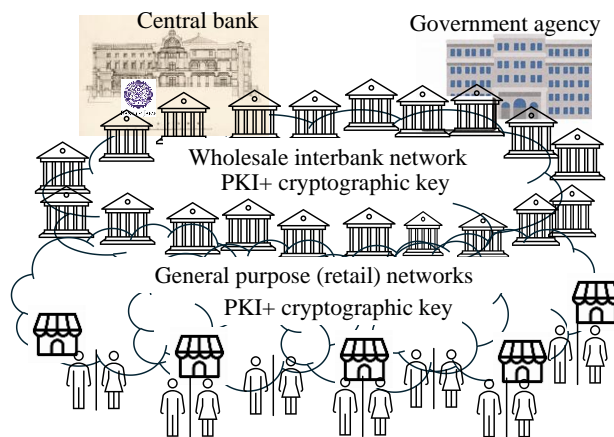 Central bank
Government agency
Wholesale interbank network
PKI+ cryptographic key
General purpose (retail) networks
PKI+ cryptographic key